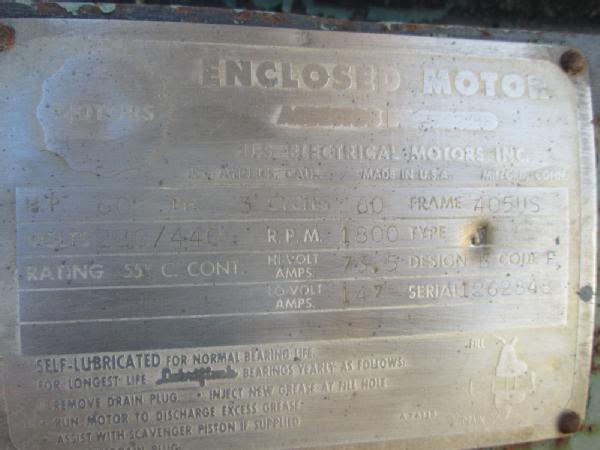 MOTORS
ENCLOSED MOTOR
U.S. ELECTRICAL MOTORS INC.
LOS ANGELES, CALIF. MADE IN U.S.A. MILFORD, CONN.
H.P. 60 PH 3 CYCLES 60 FRAME 405US
VOLTS 220/440 R.P.M. 1800 TYPE
RATING 55° C. CONT. HI-VOLT AMPS. 73.5 DESIGN B CODE F
LO-VOLT AMPS. 147 SERIAL 1262848
SELF-LUBRICATED FOR NORMAL BEARING LIFE.
FOR LONGEST LIFE BEARINGS YEARLY AS FOLLOWS:
REMOVE DRAIN PLUG. • INJECT NEW GREASE AT FILL HOLE
• RUN MOTOR TO DISCHARGE EXCESS GREASE
ASSIST WITH SCAVENGER PISTON IF SUPPLIED
FILL
DRAIN